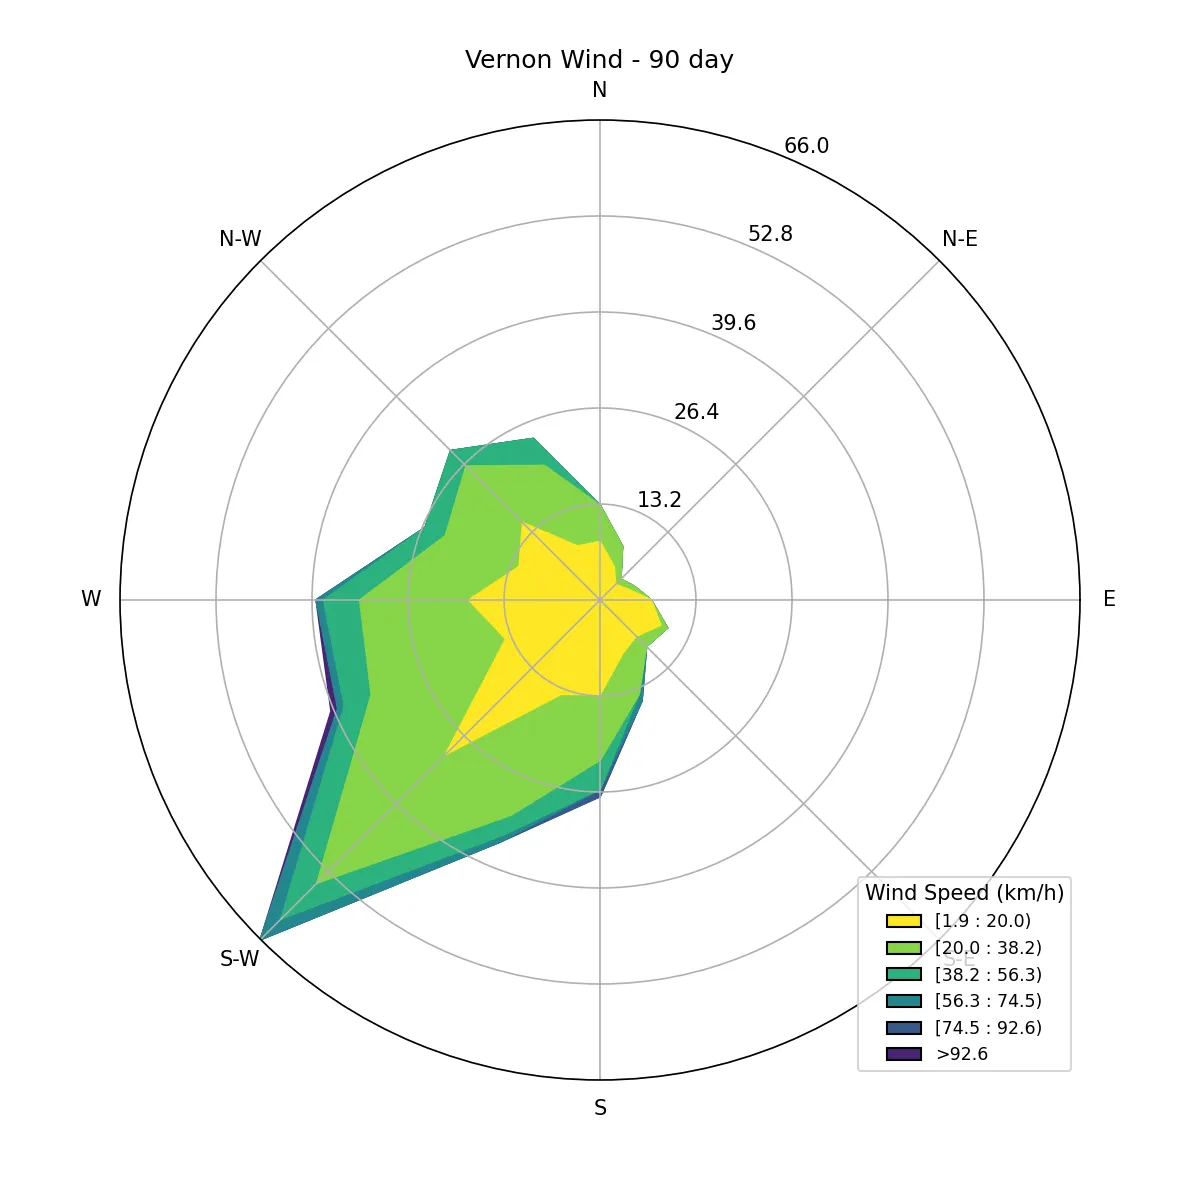 Vernon Wind - 90 day
N
66.0
N-W
N-E
52.8
39.6
26.4
13.2
W
E
S-W
S-E
S
Wind Speed (km/h)
[1.9 : 20.0)
[20.0 : 38.2)
[38.2 : 56.3)
[56.3 : 74.5)
[74.5 : 92.6)
>92.6